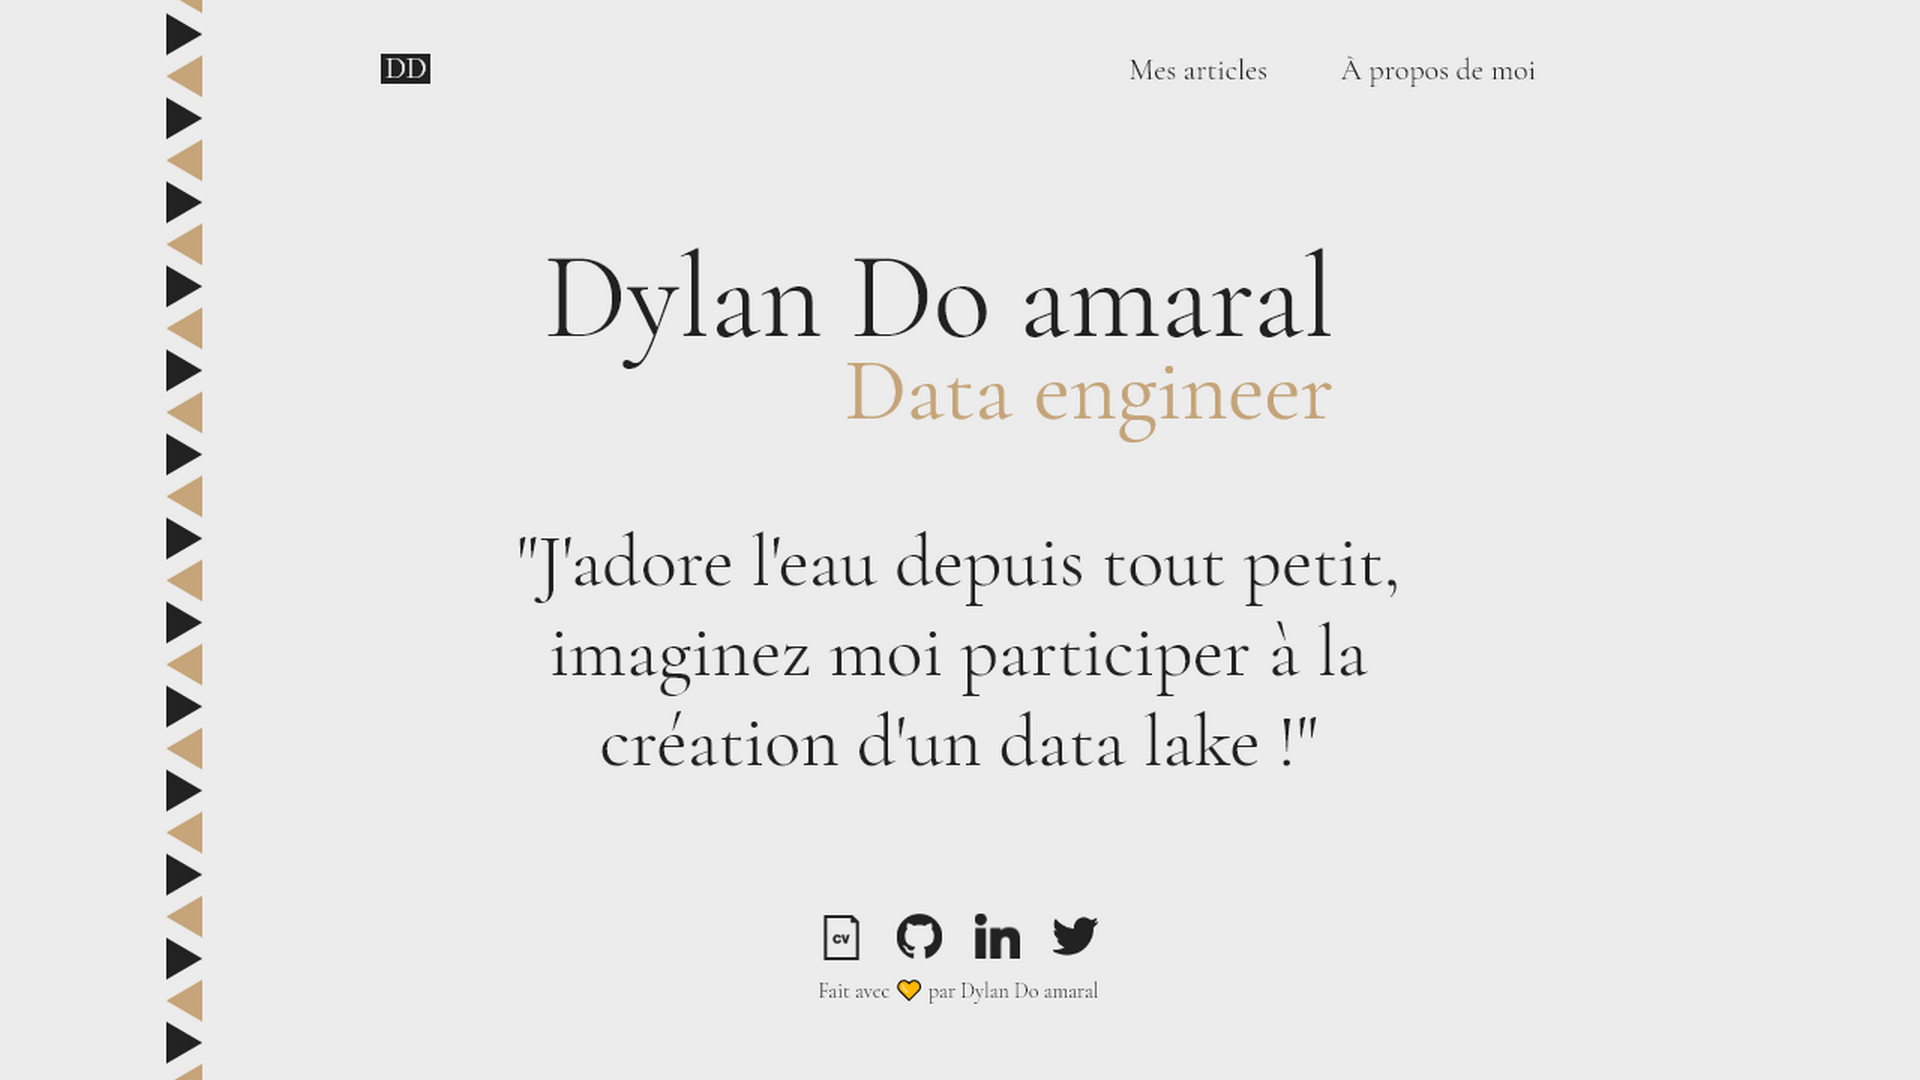 DD
Mes articles
À propos de moi
Dylan Do amaral
Data engineer
"J'adore l'eau depuis tout petit,
imaginez moi participer à la
création d'un data lake !"
CV
in
Fait avec 💛 par Dylan Do amaral